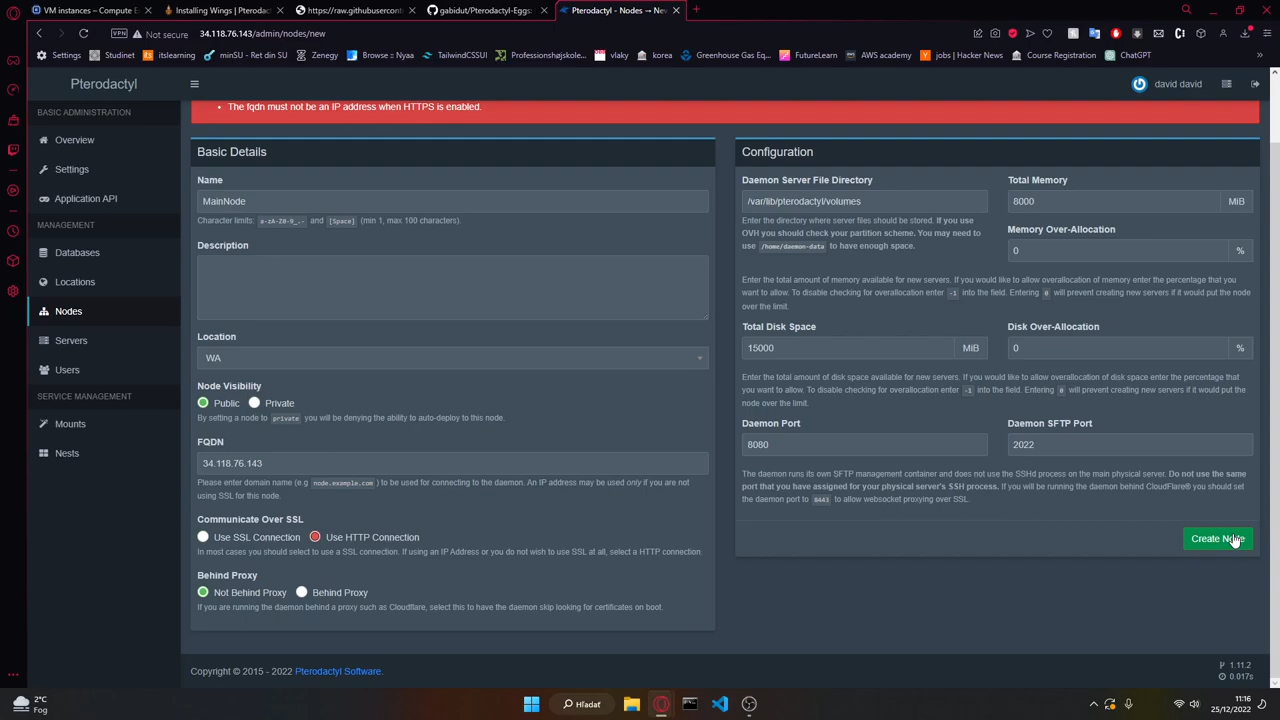 VM instances – Compute E
Installing Wings | Pterodact
https://raw.githubusercont
gabidut/Pterodactyl-Eggs:
Pterodactyl - Nodes → New
VPN
Not secure
34.118.76.143/admin/nodes/new
Settings
Studinet
itslearning
minSU - UR Dansk
Zenegy
Browse :: Nyaa
TailwindCSSUI
Professionshøjskole...
vlaky
korea
Greenhouse Gas Equ...
FutureLearn
AWS academy
jobs | Hacker News
Course Registration
ChatGPT
Pterodactyl
david david
BASIC ADMINISTRATION
Overview
Settings
Application API
MANAGEMENT
Databases
Locations
Nodes
Servers
Users
SERVICE MANAGEMENT
Mounts
Nests
The fqdn must not be an IP address when HTTPS is enabled.
Basic Details
Name
MainNode
Character limits: a-zA-Z0-9_.- and [Space] (min 1, max 100 characters).
Description
Location
WA
Node Visibility
Public
Private
By setting a node to private you will be denying the ability to auto-deploy to this node.
FQDN
34.118.76.143
Please enter domain name (e.g node.example.com ) to be used for connecting to the daemon. An IP address may be used only if you are not
using SSL for this node.
Communicate Over SSL
Use SSL Connection
Use HTTP Connection
In most cases you should select to use a SSL connection. If using an IP Address or you do not wish to use SSL at all, select a HTTP connection.
Behind Proxy
Not Behind Proxy
Behind Proxy
If you are running the daemon behind a proxy such as Cloudflare, select this to have the daemon skip looking for certificates on boot.
Configuration
Daemon Server File Directory
/var/lib/pterodactyl/volumes
Enter the directory where server files should be stored. If you use
OVH you should check your partition scheme. You may need to
use /home/daemon-data to have enough space.
Total Memory
8000
MiB
Memory Over-Allocation
0
%
Enter the total amount of memory available for new servers. If you would like to allow overallocation of memory enter the percentage that you
want to allow. To disable checking for overallocation enter -1 into the field. Entering 0 will prevent creating new servers if it would put the node
over the limit.
Total Disk Space
15000
MiB
Disk Over-Allocation
0
%
Enter the total amount of disk space available for new servers. If you would like to allow overallocation of disk space enter the percentage that
you want to allow. To disable checking for overallocation enter -1 into the field. Entering 0 will prevent creating new servers if it would put the
node over the limit.
Daemon Port
8080
Daemon SFTP Port
2022
The daemon runs its own SFTP management container and does not use the SSHd process on the main physical server. Do not use the same
port that you have assigned for your physical server's SSH process. If you will be running the daemon behind CloudFlare® you should set
the daemon port to 8443 to allow websocket proxying over SSL.
Create Node
Copyright © 2015 - 2022 Pterodactyl Software.
1.11.2
0.017s
2°C
Fog
Hľadať
11:16
25/12/2022